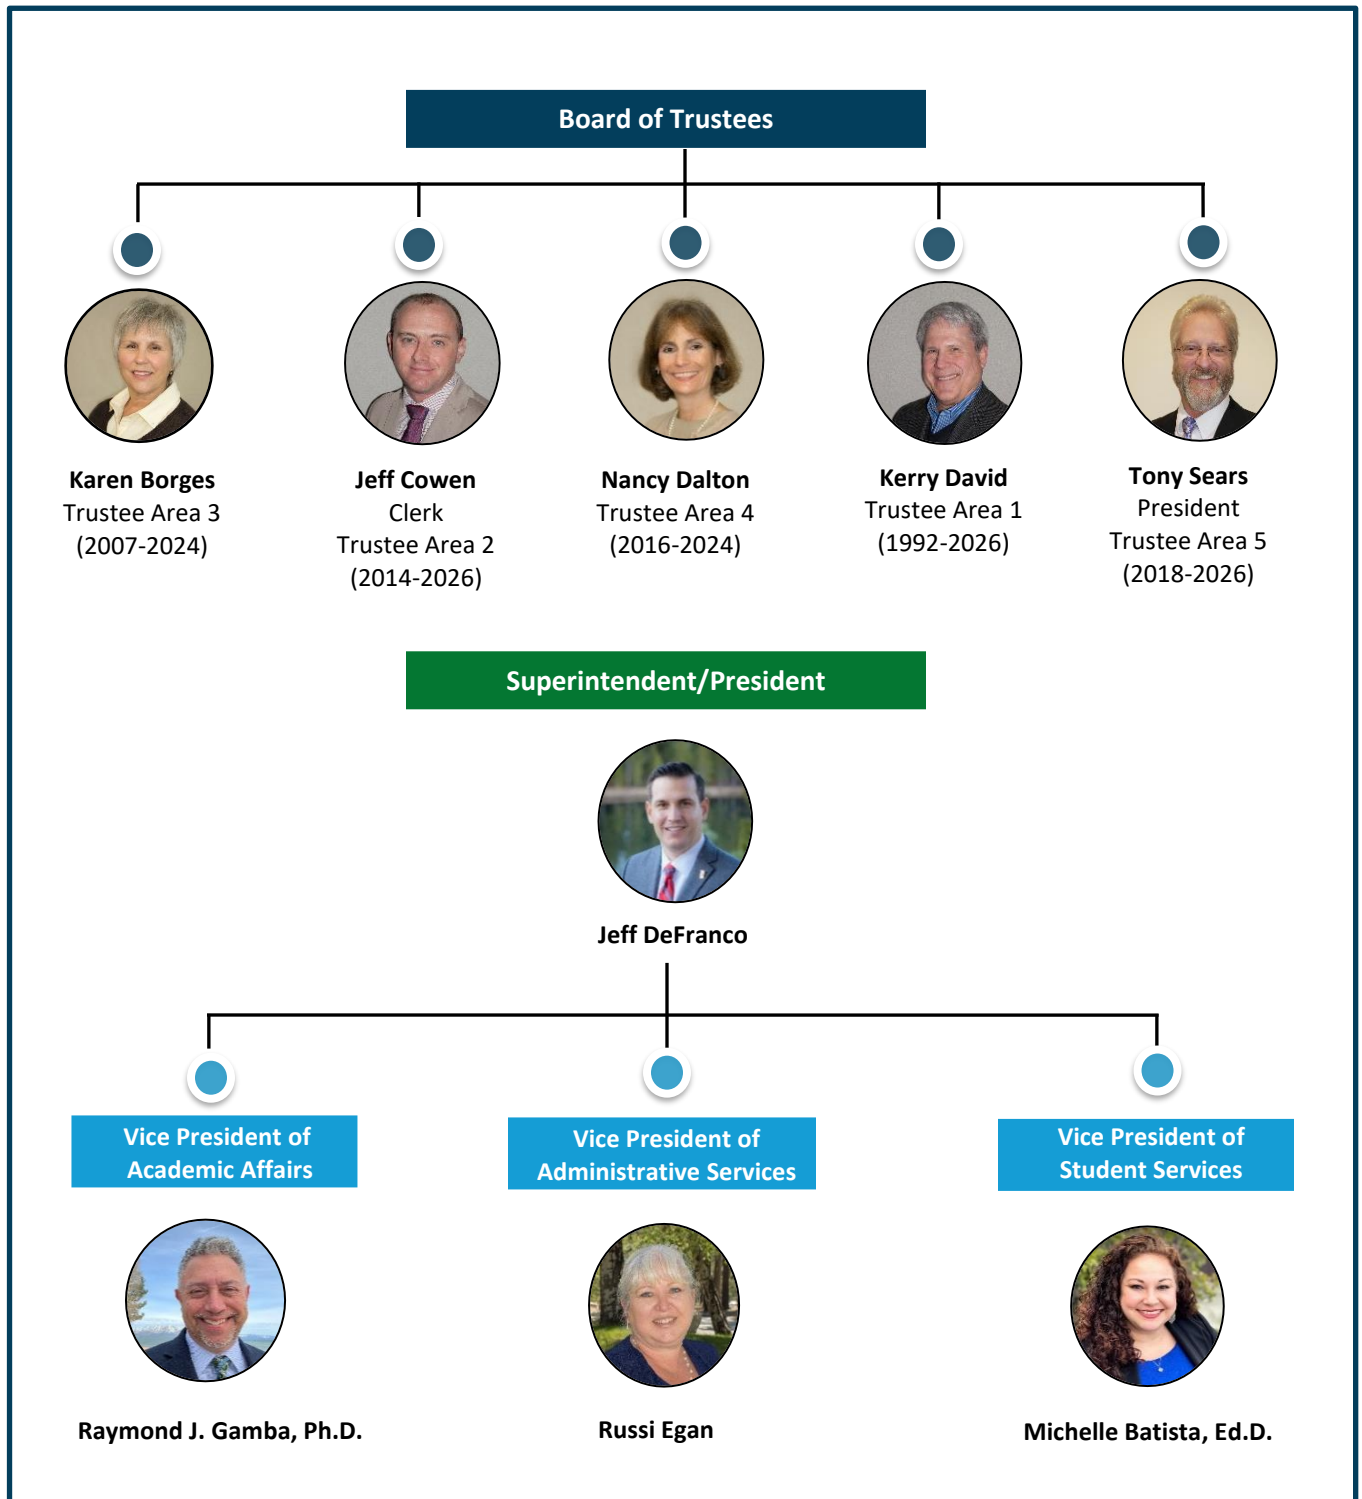 Board of Trustees
Karen Borges
Trustee Area 3
(2007-2024)
Jeff Cowen
Clerk
Trustee Area 2
(2014-2026)
Nancy Dalton
Trustee Area 4
(2016-2024)
Kerry David
Trustee Area 1
(1992-2026)
Tony Sears
President
Trustee Area 5
(2018-2026)
Superintendent/President
Jeff DeFranco
Vice President of
Academic Affairs
Vice President of
Administrative Services
Vice President of
Student Services
Raymond J. Gamba, Ph.D.
Russi Egan
Michelle Batista, Ed.D.